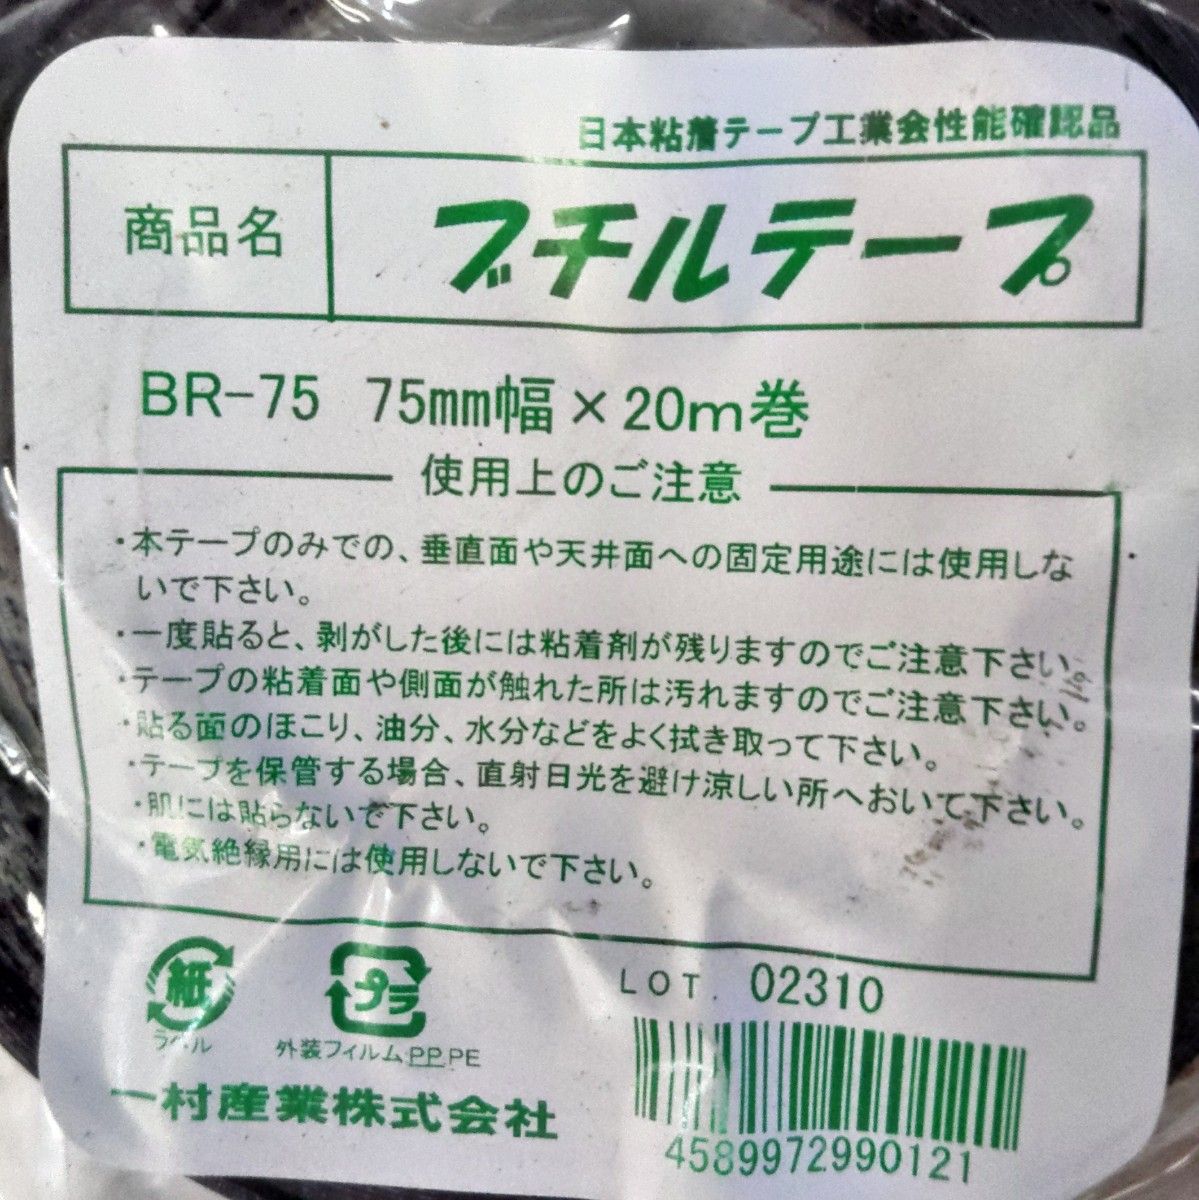 日本粘着テープ工業会性能確認品
商品名 ブチルテープ
BR-75 75mm幅×20m巻
使用上のご注意
・本テープのみでの、垂直面や天井面への固定用途には使用しな
いで下さい。
・一度貼ると、剥がした後には粘着剤が残りますのでご注意下さい。
・テープの粘着面や側面が触れた所は汚れますのでご注意下さい。
・貼る面のほこり、油分、水分などをよく拭き取って下さい。
・テープを保管する場合、直射日光を避け涼しい所へおいて下さい。
・肌には貼らないで下さい。
・電気絶縁用には使用しないで下さい。
紙
ラベル
プラ
外装フィルム:PP,PE
LOT. 02310
一村産業株式会社
4589972990121